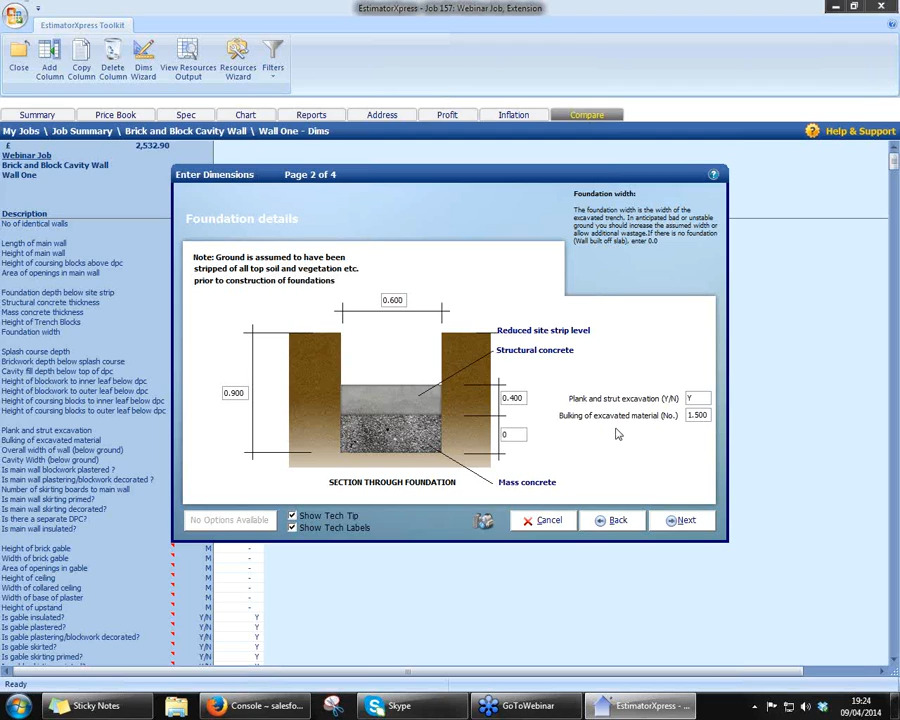 EstimatorXpress - Job 157: Webinar Job, Extension
EstimatorXpress Toolkit
Close
Add Column
Copy Column
Delete Column
Dims Wizard
View Resources Output
Resources Wizard
Filters
Summary
Price Book
Spec
Chart
Reports
Address
Profit
Inflation
Compare
My Jobs \ Job Summary \ Brick and Block Cavity Wall \ Wall One - Dims
Help & Support
£ 2,532.90
Webinar Job
Brick and Block Cavity Wall
Wall One
Description
No of identical walls
Length of main wall
Height of main wall
Height of coursing blocks above dpc
Area of openings in main wall
Foundation depth below site strip
Structural concrete thickness
Mass concrete thickness
Height of Trench Blocks
Foundation width
Splash course depth
Brickwork depth below splash course
Cavity fill depth below top of dpc
Height of blockwork to inner leaf below dpc
Height of blockwork to outer leaf below dpc
Height of coursing blocks to inner leaf below dpc
Height of coursing blocks to outer leaf below dpc
Plank and strut excavation
Bulking of excavated material
Overall width of wall (below ground)
Cavity Width (below ground)
Is main wall blockwork plastered ?
Is main wall plastering/blockwork decorated ?
Number of skirting boards to main wall
Is main wall skirting primed?
Is main wall skirting decorated?
Is there a separate DPC?
Is main wall insulated?
Height of brick gable M -
Width of brick gable M -
Area of openings in gable M -
Height of ceiling M -
Width of collared ceiling M -
Width of base of plaster M -
Height of upstand M -
Is gable insulated? Y/N Y
Is gable plastered? Y/N Y
Is gable plastering/blockwork decorated? Y/N Y
Is gable skirted? Y/N Y
Is gable skirting primed? Y/N Y
Enter Dimensions Page 2 of 4
Foundation details
Foundation width:
The foundation width is the width of the
excavated trench. In anticipated bad or unstable
ground you should increase the assumed width or
allow additional wastage.If there is no foundation
(Wall built off slab). enter 0.0
Note: Ground is assumed to have been
stripped of all top soil and vegetation etc.
prior to construction of foundations
0.600
Reduced site strip level
Structural concrete
0.900
0.400
Plank and strut excavation (Y/N) Y
Bulking of excavated material (No.) 1.500
0
SECTION THROUGH FOUNDATION
Mass concrete
No Options Available
Show Tech Tip
Show Tech Labels
Cancel
Back
Next
Ready
Sticky Notes
Console ~ salesfo...
Skype
GoToWebinar
EstimatorXpress - ...
19:24
09/04/2014